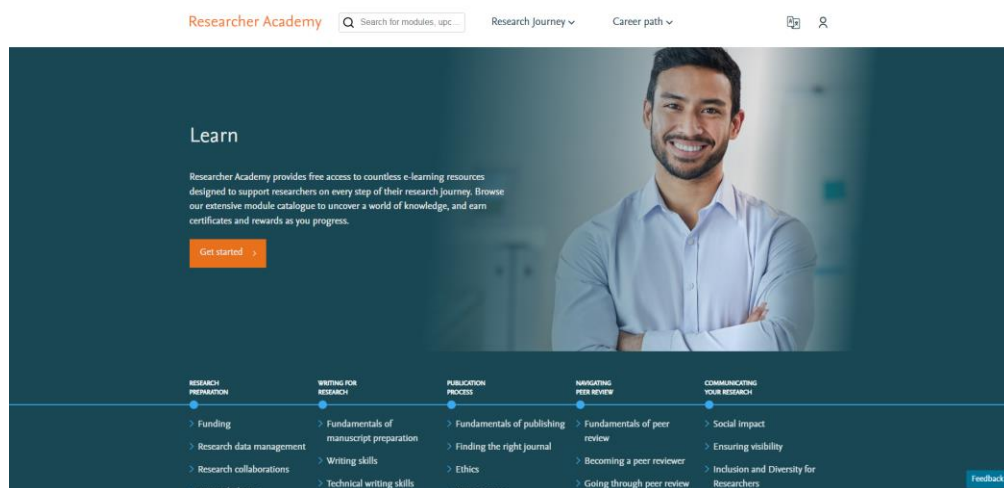 Researcher Academy
Search for modules, upc...
Research Journey
Career path
Learn
Researcher Academy provides free access to countless e-learning resources
designed to support researchers on every step of their research journey. Browse
our extensive module catalogue to uncover a world of knowledge, and earn
certificates and rewards as you progress.
Get started
RESEARCH
PREPARATION
Funding
Research data management
Research collaborations
WRITING FOR
RESEARCH
Fundamentals of
manuscript preparation
Writing skills
Technical writing skills
PUBLICATION
PROCESS
Fundamentals of publishing
Finding the right journal
Ethics
NAVIGATING
PEER REVIEW
Fundamentals of peer
review
Becoming a peer reviewer
Going through peer review
COMMUNICATING
YOUR RESEARCH
Social impact
Ensuring visibility
Inclusion and Diversity for
Researchers
Feedback